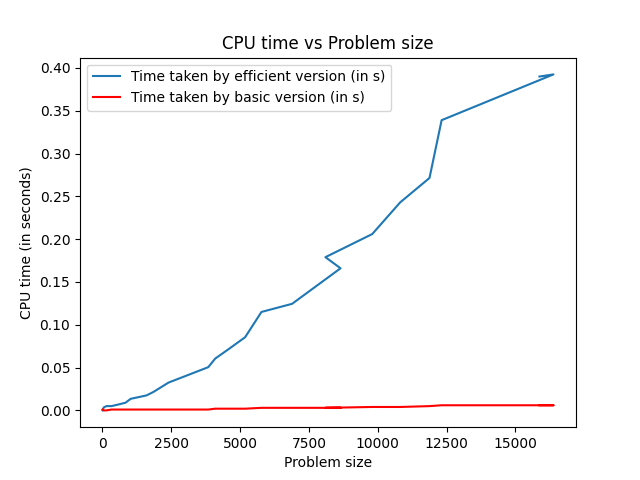 CPU time vs Problem size
Time taken by efficient version (in s)
Time taken by basic version (in s)
CPU time (in seconds)
0.40
0.35
0.30
0.25
0.20
0.15
0.10
0.05
0.00
0 2500 5000 7500 10000 12500 15000
Problem size